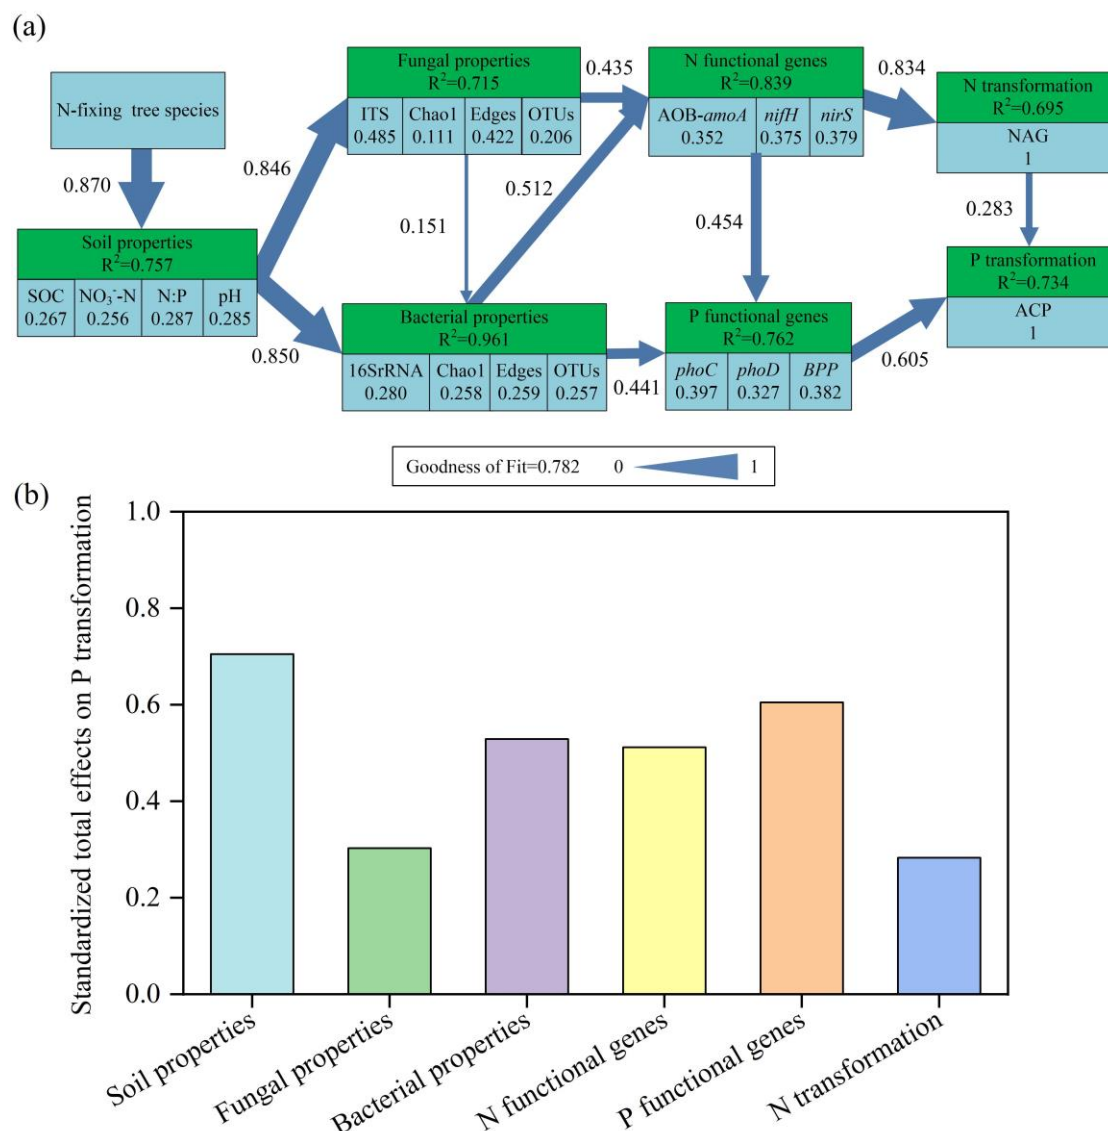 (a)
N-fixing tree species
0.870
Soil properties
R²=0.757
SOC NO₃⁻-N N:P pH
0.267 0.256 0.287 0.285
0.846
0.850
Fungal properties
R²=0.715
ITS Chao1 Edges OTUs
0.485 0.111 0.422 0.206
0.151
0.435
0.512
Bacterial properties
R²=0.961
16SrRNA Chao1 Edges OTUs
0.280 0.258 0.259 0.257
0.441
N functional genes
R²=0.839
AOB-amoA nifH nirS
0.352 0.375 0.379
0.454
0.834
P functional genes
R²=0.762
phoC phoD BPP
0.397 0.327 0.382
0.605
N transformation
R²=0.695
NAG
1
0.283
P transformation
R²=0.734
ACP
1
Goodness of Fit=0.782 0 1
(b)
Standardized total effects on P transformation
1.0
0.8
0.6
0.4
0.2
0.0
Soil properties
Fungal properties
Bacterial properties
N functional genes
P functional genes
N transformation